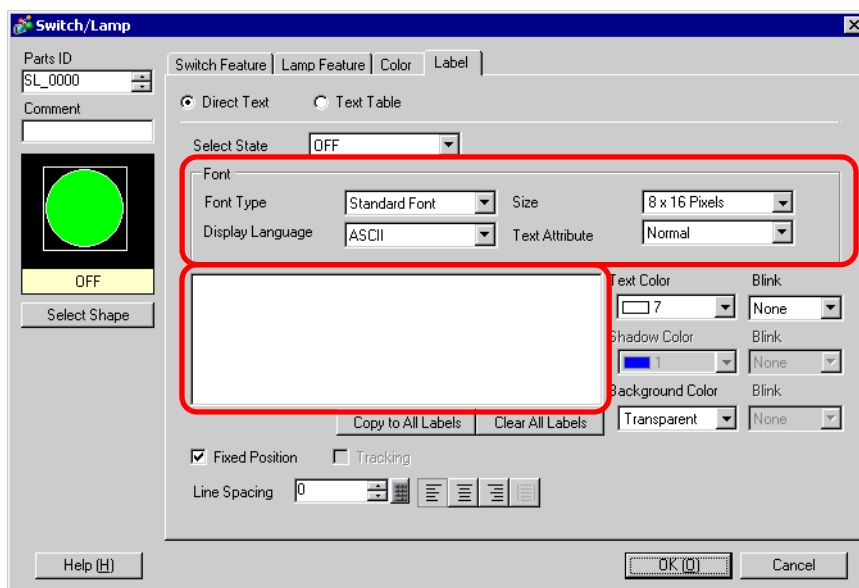 Switch/Lamp
Parts ID
SL_0000
Comment
OFF
Select Shape
Switch Feature Lamp Feature Color Label
Direct Text Text Table
Select State OFF
Font
Font Type Standard Font Size 8 x 16 Pixels
Display Language ASCII Text Attribute Normal
Text Color Blink
7 None
Shadow Color Blink
1 None
Background Color Blink
Transparent None
Copy to All Labels Clear All Labels
Fixed Position Tracking
Line Spacing 0
Help (H) OK (O) Cancel